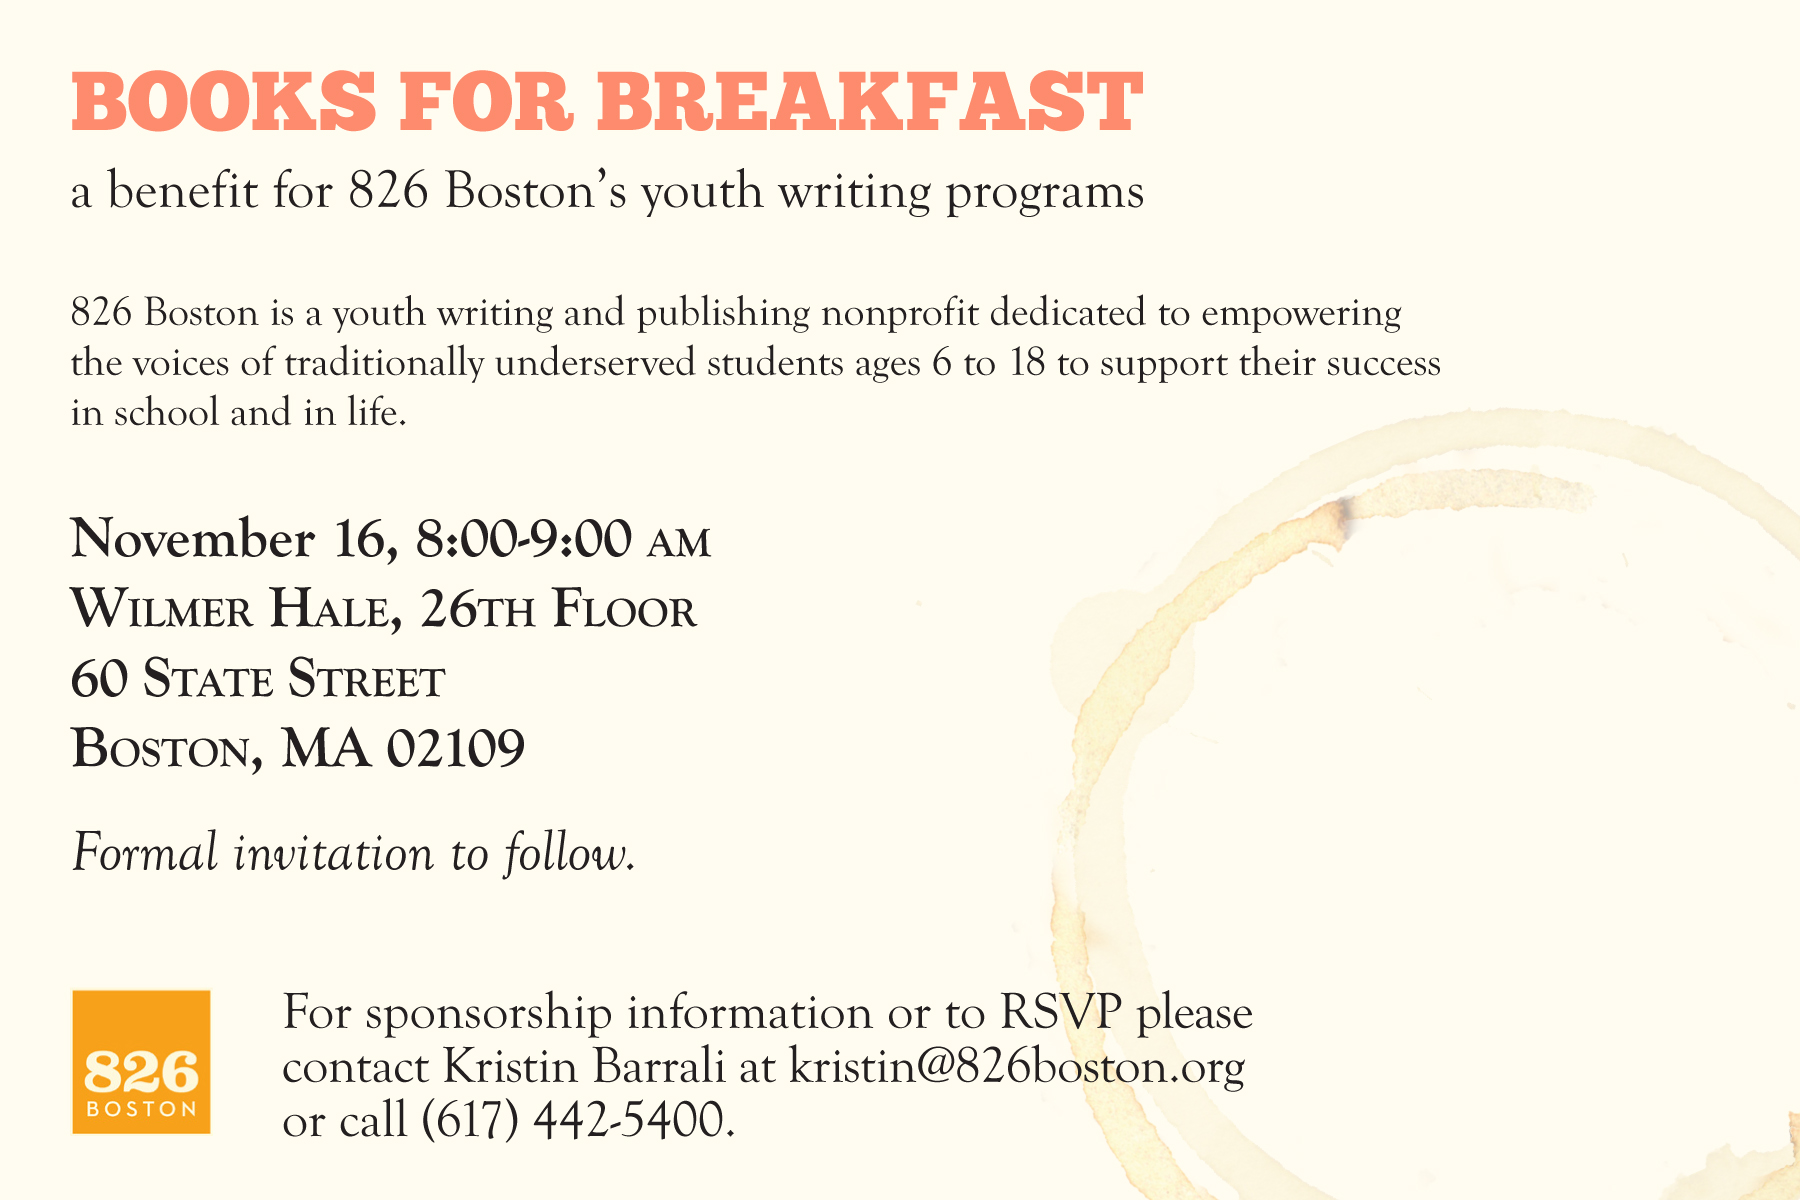 BOOKS FOR BREAKFAST
a benefit for 826 Boston’s youth writing programs
826 Boston is a youth writing and publishing nonprofit dedicated to empowering
the voices of traditionally underserved students ages 6 to 18 to support their success
in school and in life.
November 16, 8:00-9:00 AM
Wilmer Hale, 26th Floor
60 State Street
Boston, MA 02109
Formal invitation to follow.
826
BOSTON
For sponsorship information or to RSVP please
contact Kristin Barrali at kristin@826boston.org
or call (617) 442-5400.